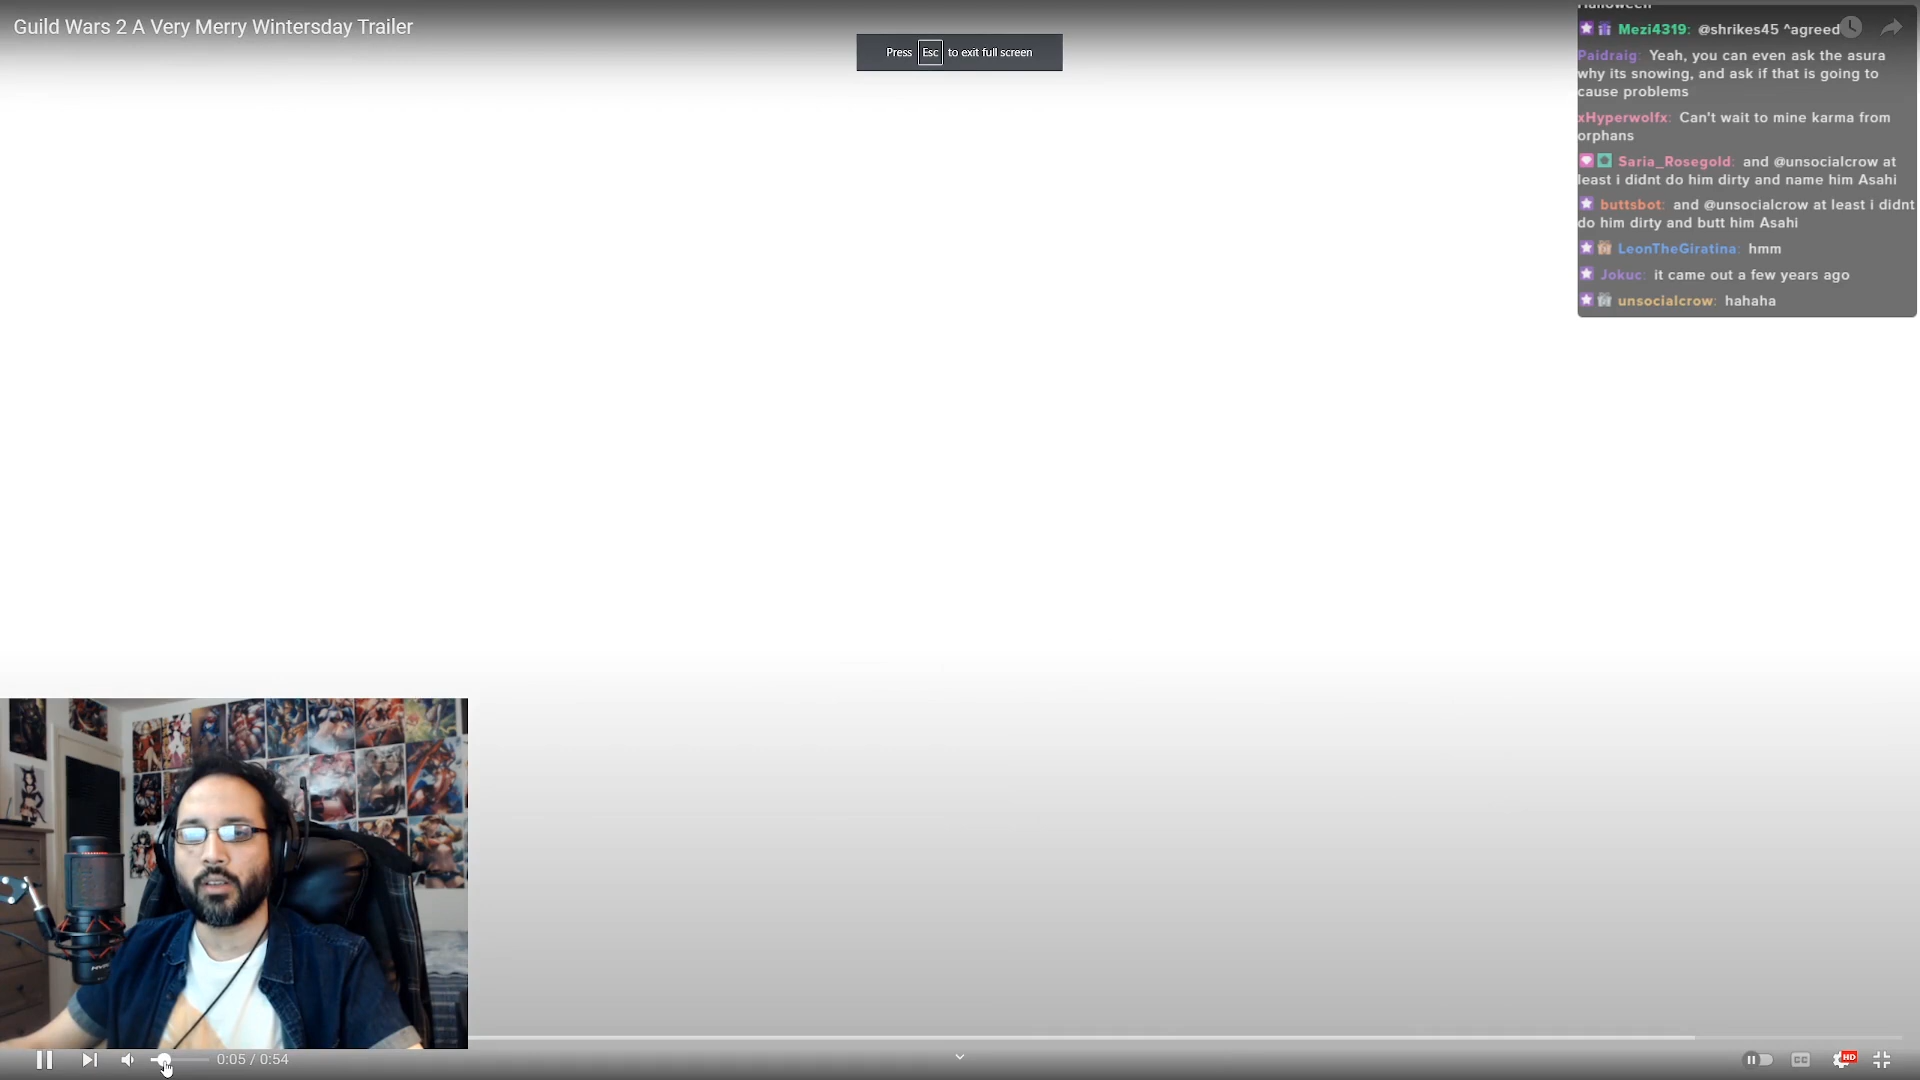 Guild Wars 2 A Very Merry Wintersday Trailer
Press Esc to exit full screen
Halloween
Mezi4319: @shrikes45 ^agreed
Paidraig: Yeah, you can even ask the asura
why its snowing, and ask if that is going to
cause problems
xHyperwolfx: Can't wait to mine karma from
orphans
Saria_Rosegold: and @unsocialcrow at
least i didnt do him dirty and name him Asahi
buttsbot: and @unsocialcrow at least i didnt
do him dirty and butt him Asahi
LeonTheGiratina: hmm
Jokuc: it came out a few years ago
unsocialcrow: hahaha
0:05 / 0:54
CC
HD